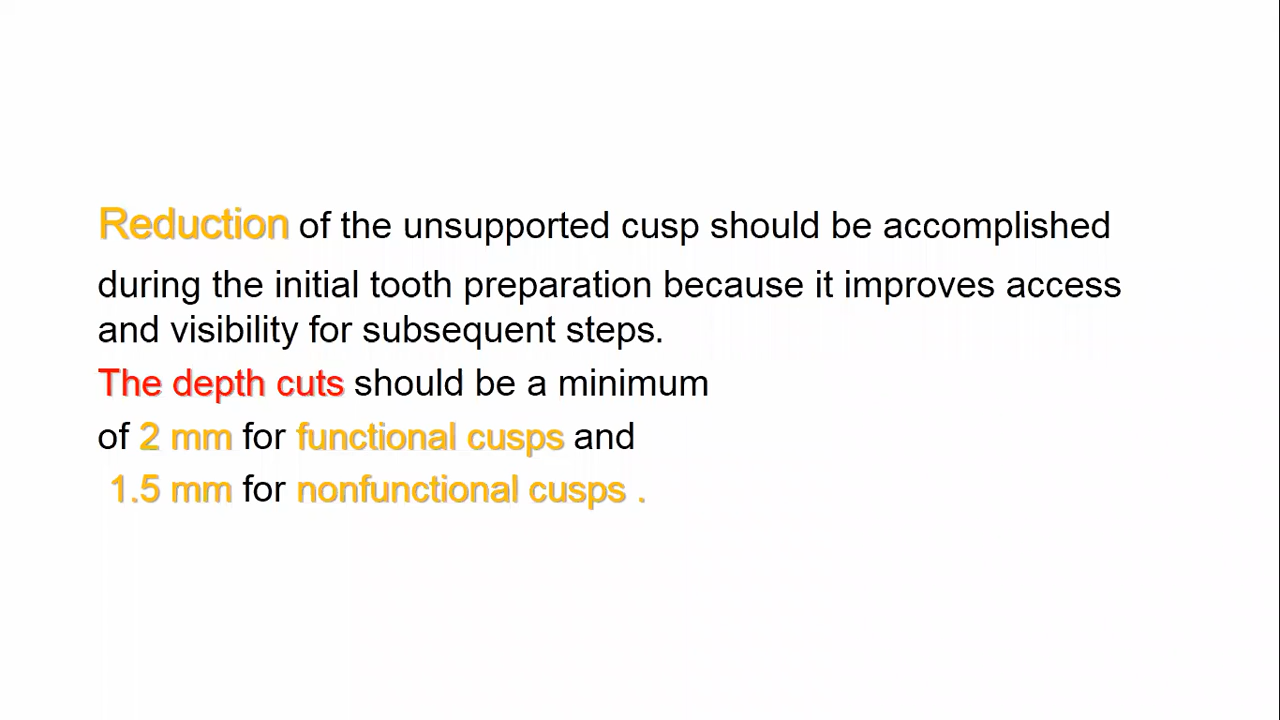 Reduction of the unsupported cusp should be accomplished
during the initial tooth preparation because it improves access
and visibility for subsequent steps.
The depth cuts should be a minimum
of 2 mm for functional cusps and
1.5 mm for nonfunctional cusps .